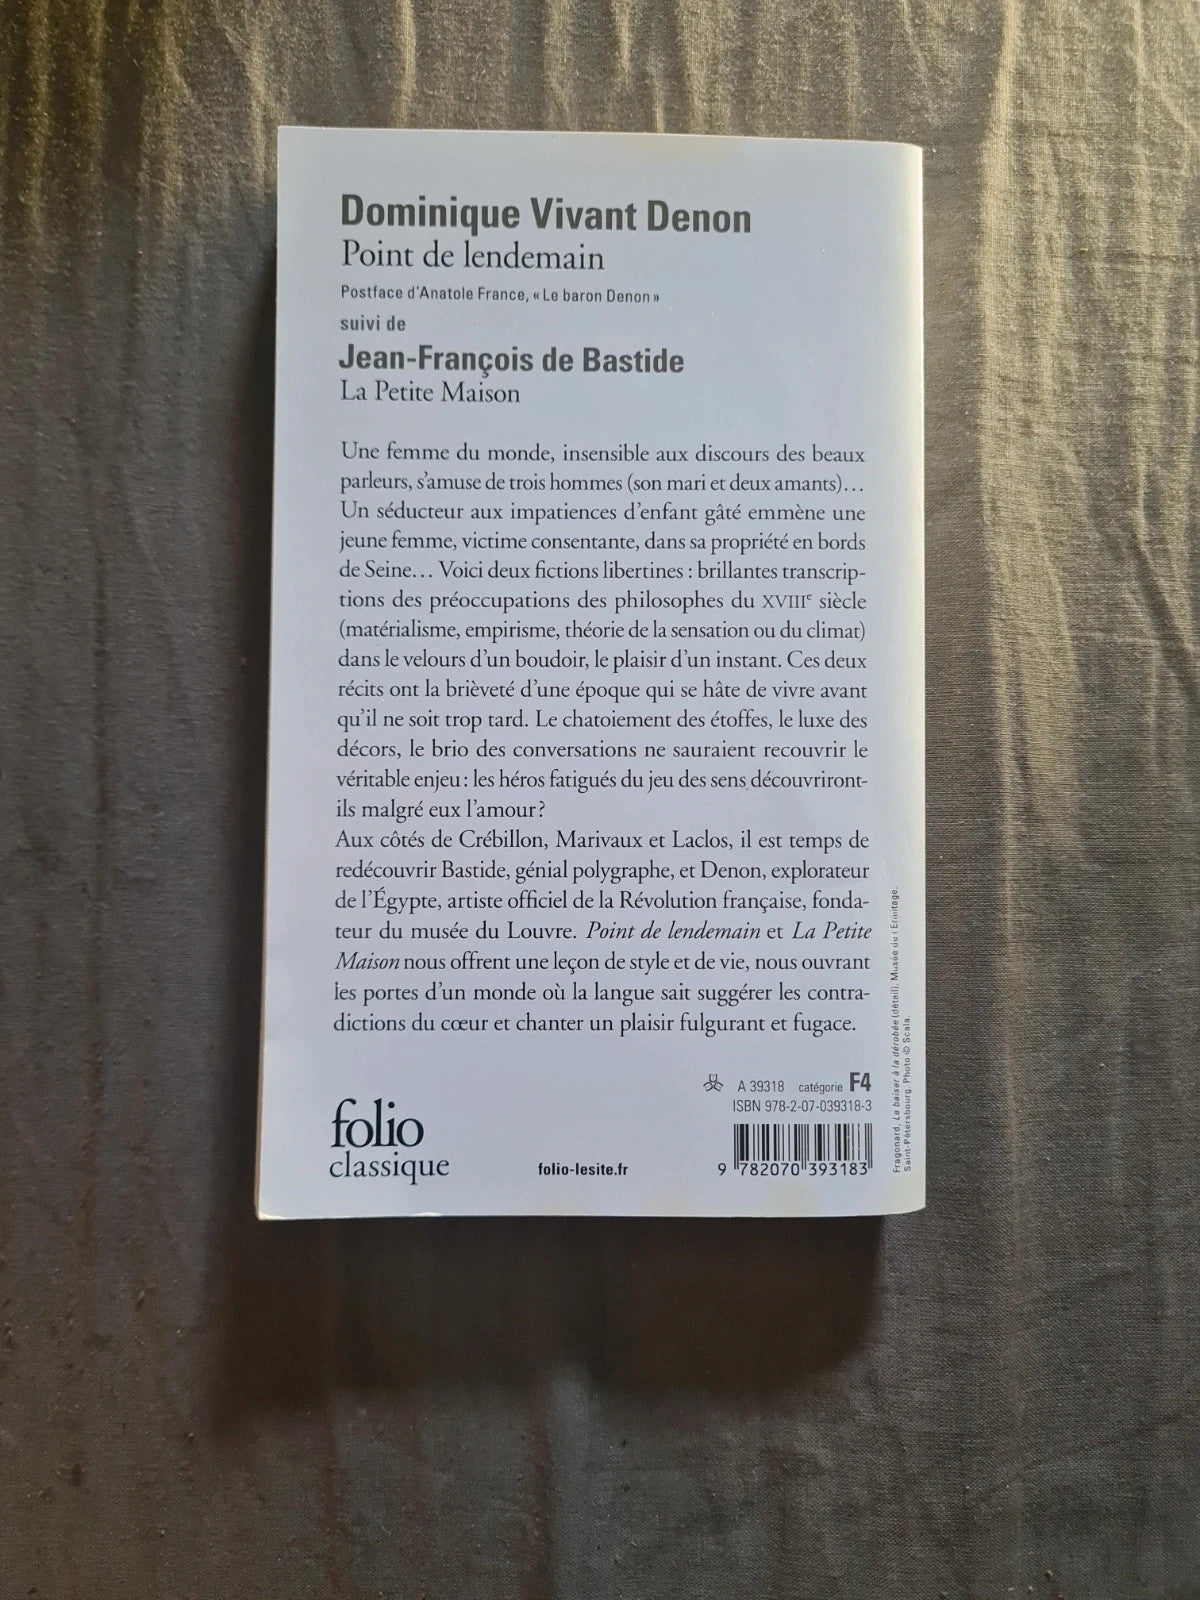 Dominique Vivant Denon
Point de lendemain
Postface d'Anatole France, « Le baron Denon »
suivi de
Jean-François de Bastide
La Petite Maison
Une femme du monde, insensible aux discours des beaux
parleurs, s'amuse de trois hommes (son mari et deux amants)…
Un séducteur aux impatiences d'enfant gâté emmène une
jeune femme, victime consentante, dans sa propriété en bords
de Seine… Voici deux fictions libertines : brillantes transcrip-
tions des préoccupations des philosophes du XVIIIe siècle
(matérialisme, empirisme, théorie de la sensation ou du climat)
dans le velours d'un boudoir, le plaisir d'un instant. Ces deux
récits ont la brièveté d'une époque qui se hâte de vivre avant
qu'il ne soit trop tard. Le chatoiement des étoffes, le luxe des
décors, le brio des conversations ne sauraient recouvrir le
véritable enjeu : les héros fatigués du jeu des sens découvriront-
ils malgré eux l'amour ?
Aux côtés de Crébillon, Marivaux et Laclos, il est temps de
redécouvrir Bastide, génial polygraphe, et Denon, explorateur
de l'Égypte, artiste officiel de la Révolution française, fonda-
teur du musée du Louvre. Point de lendemain et La Petite
Maison nous offrent une leçon de style et de vie, nous ouvrant
les portes d'un monde où la langue sait suggérer les contra-
dictions du cœur et chanter un plaisir fulgurant et fugace.
A 39318 catégorie F4
ISBN 978-2-07-039318-3
folio
classique
folio-lesite.fr
9 782070 393183
Fragonard, Le baiser à la dérobée (détail). Musée de l'Ermitage.
Saint-Pétersbourg. Photo © Scala.